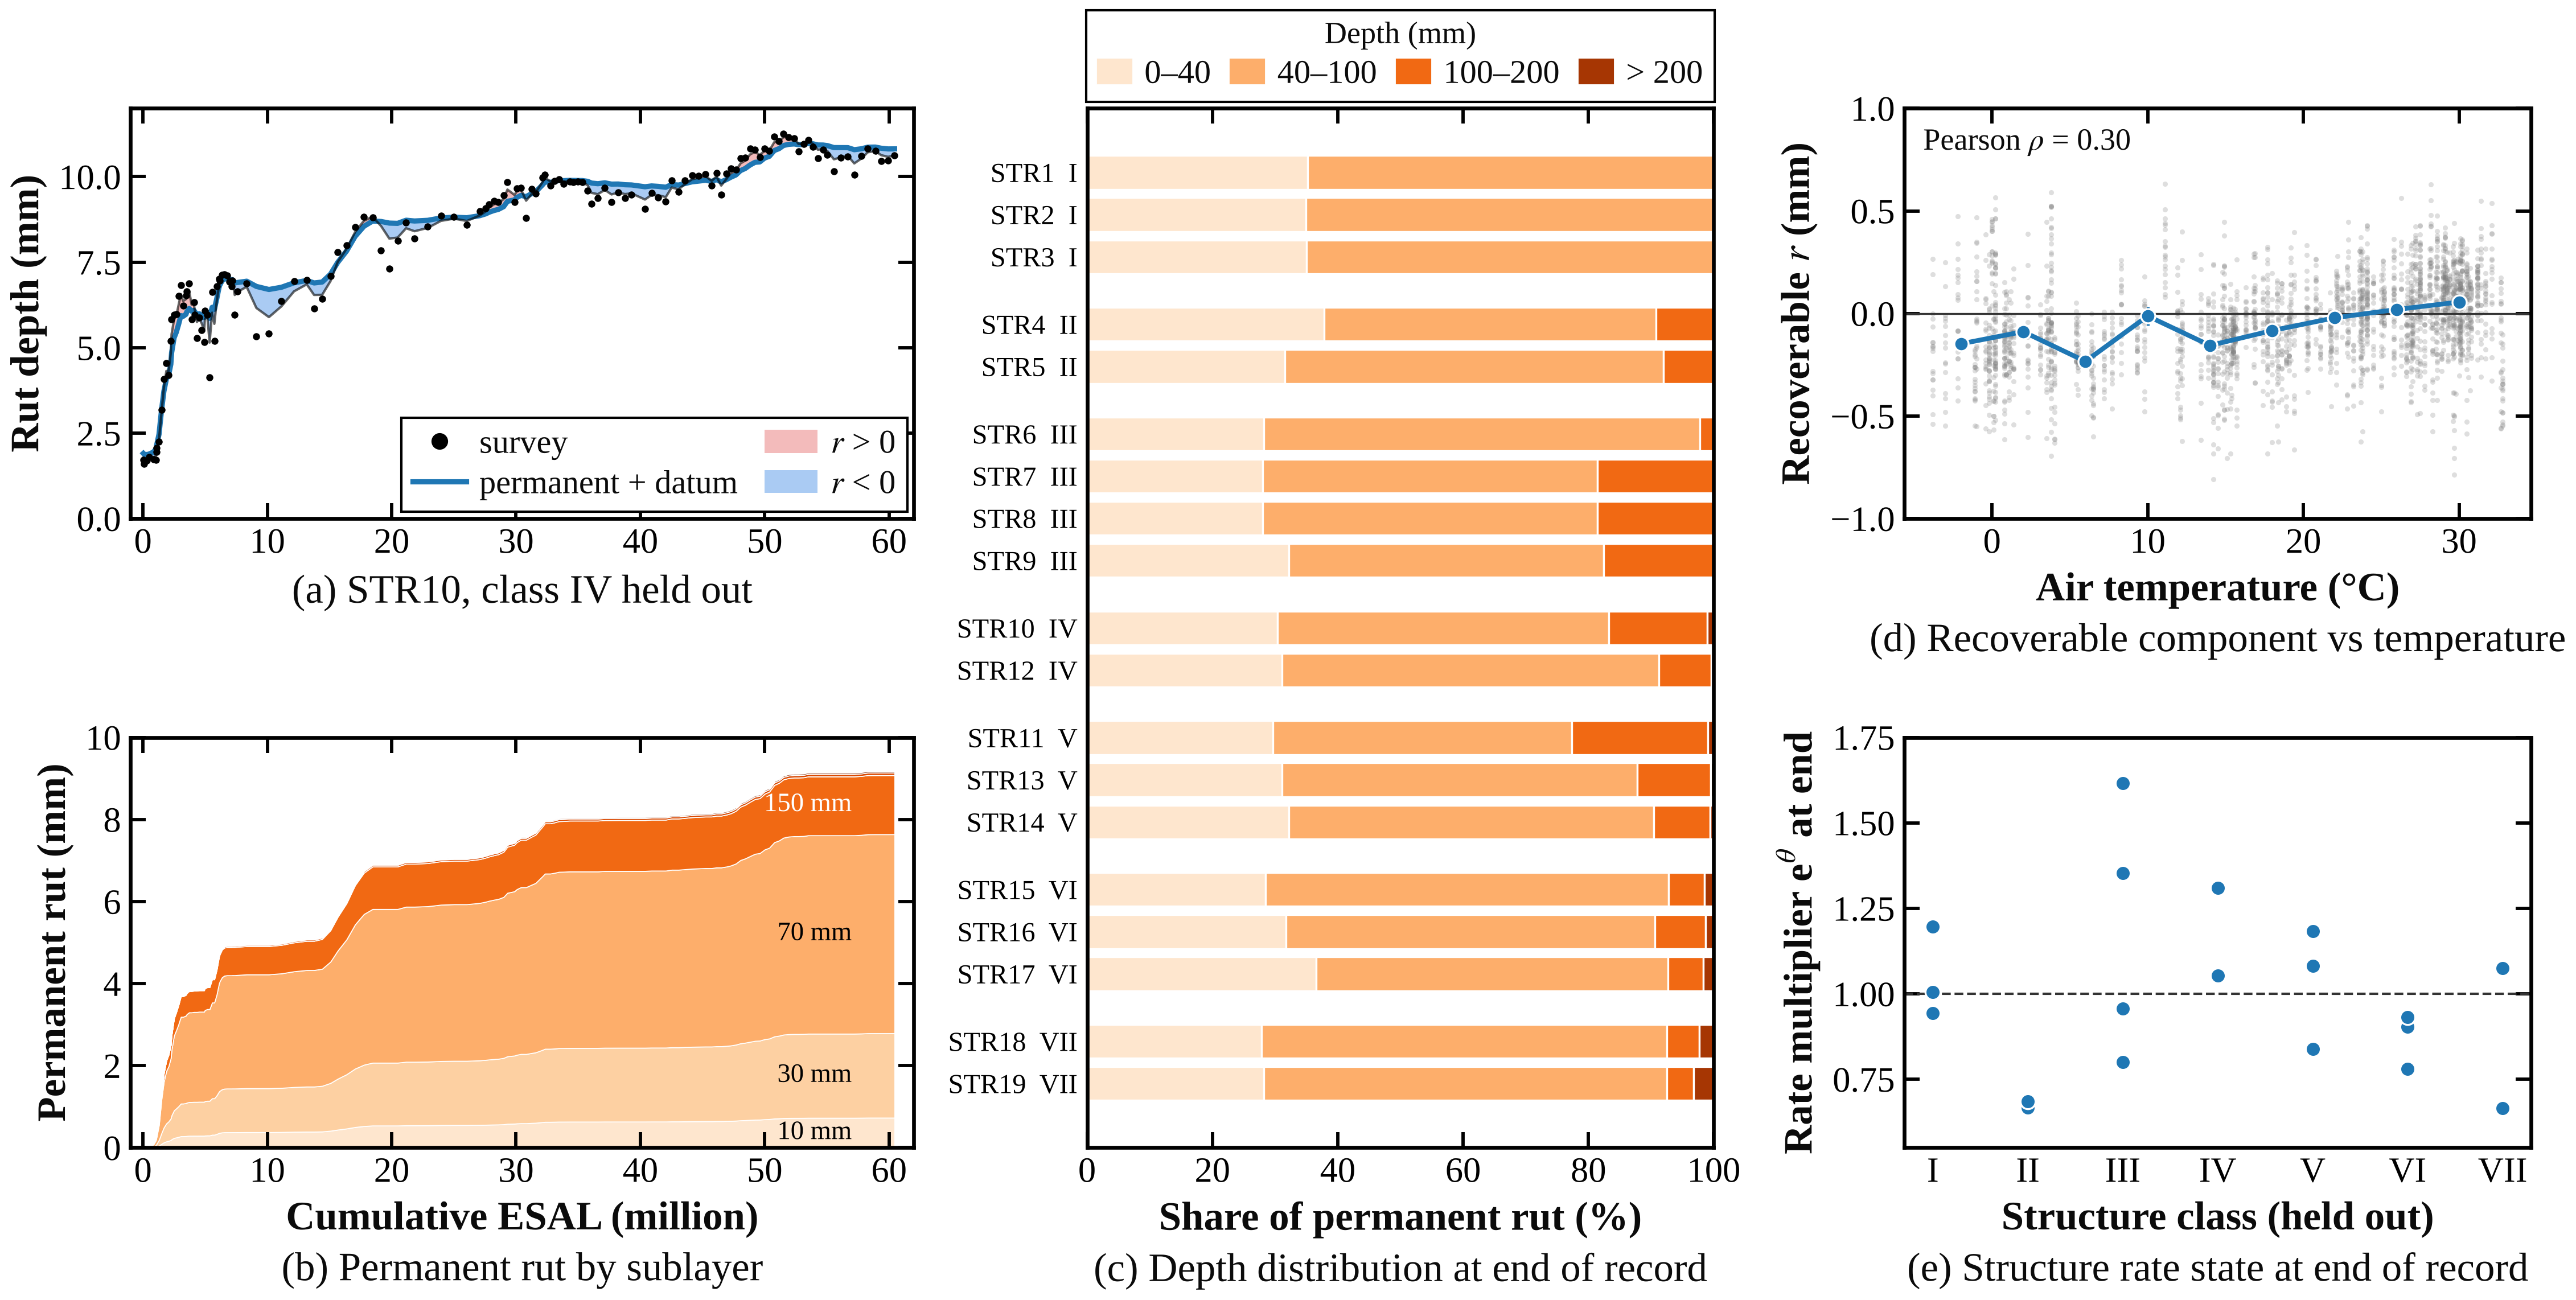 10.0
7.5
5.0
2.5
0.0
Rut depth (mm)
survey
permanent + datum
r > 0
r < 0
0 10 20 30 40 50 60
(a) STR10, class IV held out
10
8
6
4
2
0
Permanent rut (mm)
150 mm
70 mm
30 mm
10 mm
0 10 20 30 40 50 60
Cumulative ESAL (million)
(b) Permanent rut by sublayer
Depth (mm)
0–40 40–100 100–200 > 200
STR1 I
STR2 I
STR3 I
STR4 II
STR5 II
STR6 III
STR7 III
STR8 III
STR9 III
STR10 IV
STR12 IV
STR11 V
STR13 V
STR14 V
STR15 VI
STR16 VI
STR17 VI
STR18 VII
STR19 VII
0 20 40 60 80 100
Share of permanent rut (%)
(c) Depth distribution at end of record
1.0
0.5
0.0
−0.5
−1.0
Recoverable r (mm)
Pearson ρ = 0.30
0 10 20 30
Air temperature (°C)
(d) Recoverable component vs temperature
1.75
1.50
1.25
1.00
0.75
Rate multiplier e^θ at end
I II III IV V VI VII
Structure class (held out)
(e) Structure rate state at end of record